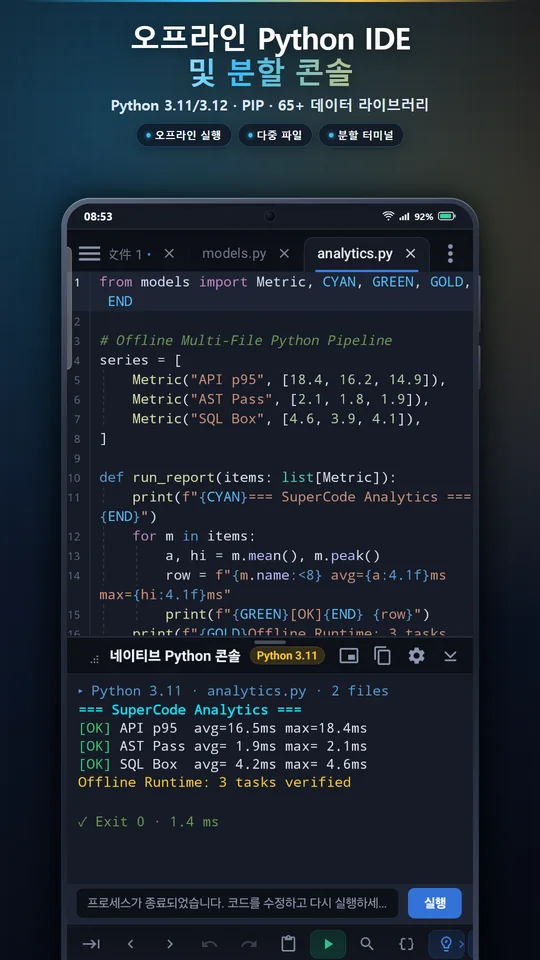 오프라인 Python IDE
및 분할 콘솔
Python 3.11/3.12 · PIP · 65+ 데이터 라이브러리
오프라인 실행
다중 파일
분할 터미널
08:53
92%
文件 1 •
models.py
analytics.py
1 from models import Metric, CYAN, GREEN, GOLD,
END
2
3 # Offline Multi-File Python Pipeline
4 series = [
5 Metric("API p95", [18.4, 16.2, 14.9]),
6 Metric("AST Pass", [2.1, 1.8, 1.9]),
7 Metric("SQL Box", [4.6, 3.9, 4.1]),
8 ]
9
10 def run_report(items: list[Metric]):
11 print(f"{CYAN}=== SuperCode Analytics ===
{END}")
12 for m in items:
13 a, hi = m.mean(), m.peak()
14 row = f"{m.name:<8} avg={a:4.1f}ms
max={hi:4.1f}ms"
15 print(f"{GREEN}[OK]{END} {row}")
16 print(f"{GOLD}Offline Runtime: 3 tasks
네이티브 Python 콘솔
Python 3.11
▸ Python 3.11 · analytics.py · 2 files
=== SuperCode Analytics ===
[OK] API p95 avg=16.5ms max=18.4ms
[OK] AST Pass avg= 1.9ms max= 2.1ms
[OK] SQL Box avg= 4.2ms max= 4.6ms
Offline Runtime: 3 tasks verified
✓ Exit 0 · 1.4 ms
프로세스가 종료되었습니다. 코드를 수정하고 다시 실행하세...
실행